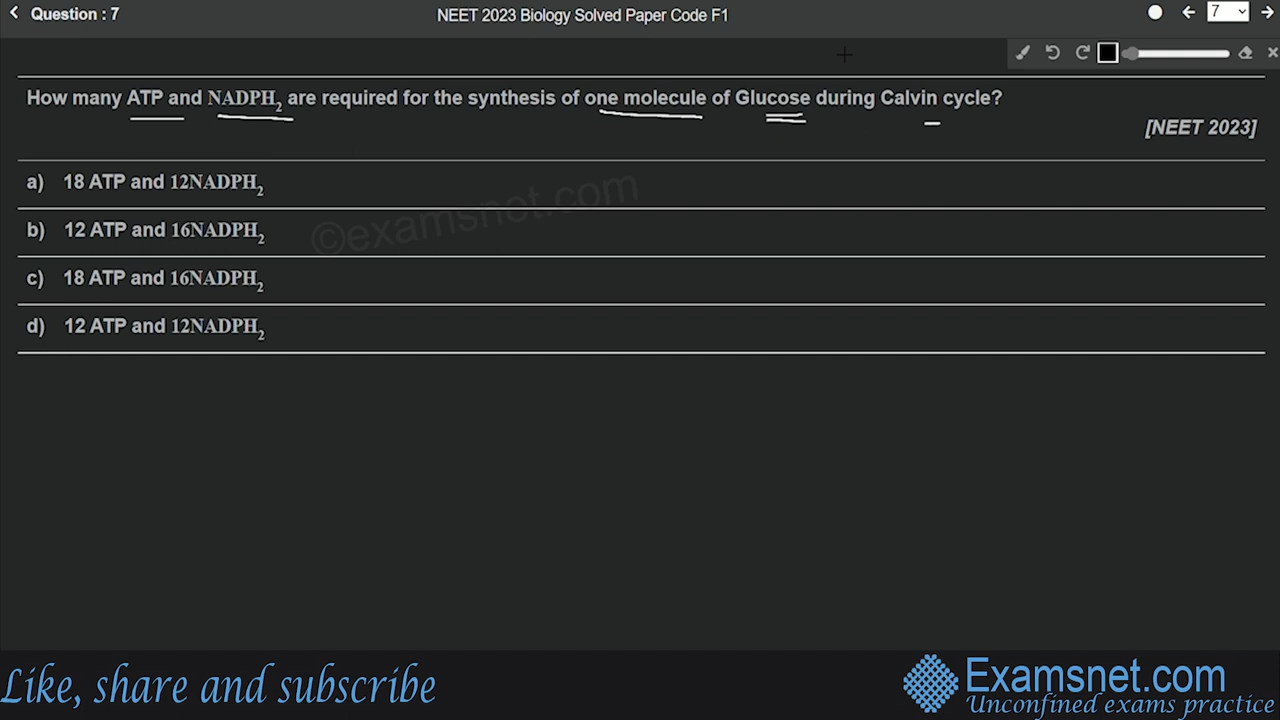 Question : 7
NEET 2023 Biology Solved Paper Code F1
7
How many ATP and NADPH₂ are required for the synthesis of one molecule of Glucose during Calvin cycle?
[NEET 2023]
a) 18 ATP and 12NADPH₂
©examsnet.com
b) 12 ATP and 16NADPH₂
c) 18 ATP and 16NADPH₂
d) 12 ATP and 12NADPH₂
Like, share and subscribe
Examsnet.com
Unconfined exams practice